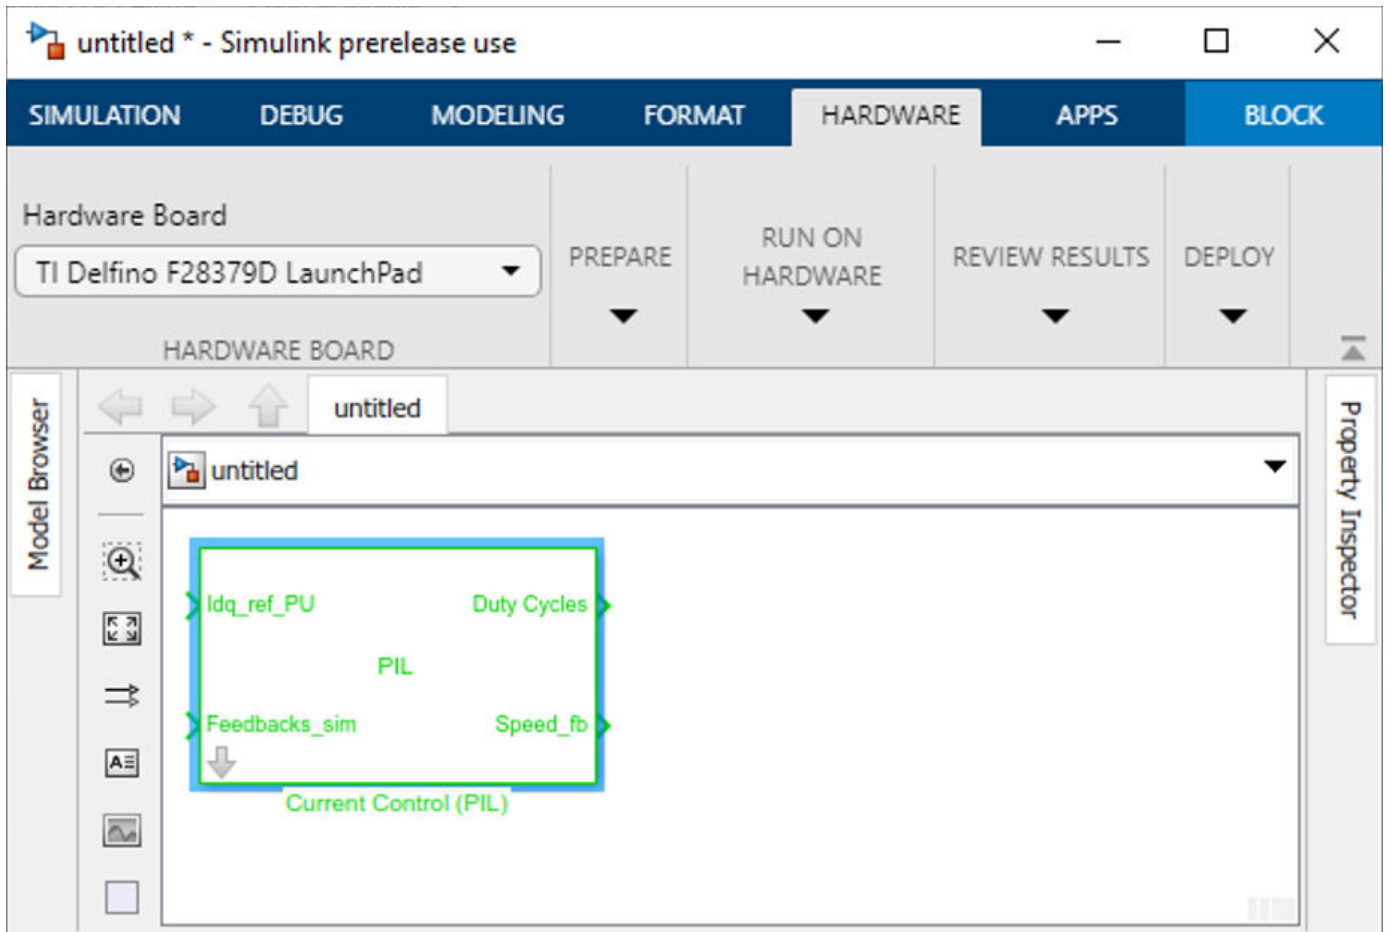 untitled * - Simulink prerelease use
SIMULATION DEBUG MODELING FORMAT HARDWARE APPS BLOCK
Hardware Board
TI Delfino F28379D LaunchPad
HARDWARE BOARD
PREPARE
RUN ON
HARDWARE
REVIEW RESULTS
DEPLOY
Model Browser
untitled
Property Inspector
untitled
Idq_ref_PU Duty Cycles
PIL
Feedbacks_sim Speed_fb
Current Control (PIL)
A